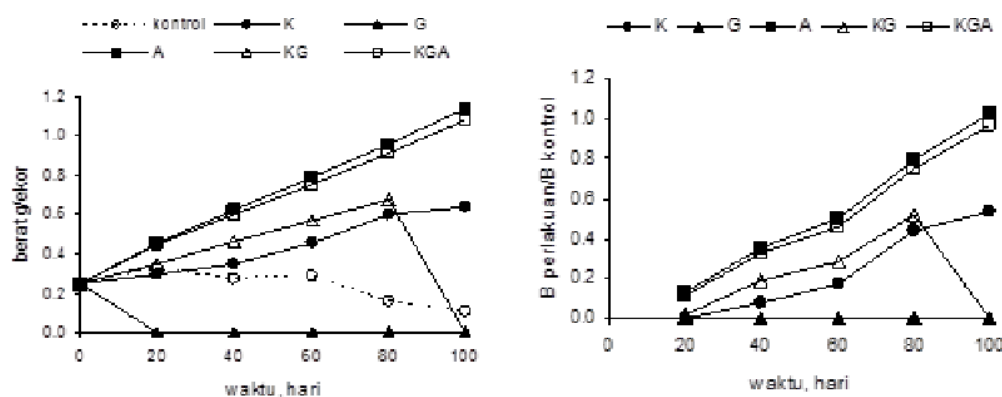 kontrol K G
A KG KGA
berat g/ekor
1.2
1.0
0.8
0.6
0.4
0.2
0.0
0 20 40 60 80 100
waktu, hari
K G A KG KGA
B perlakuan/B kontrol
1.2
1.0
0.8
0.6
0.4
0.2
0.0
0 20 40 60 80 100
waktu, hari